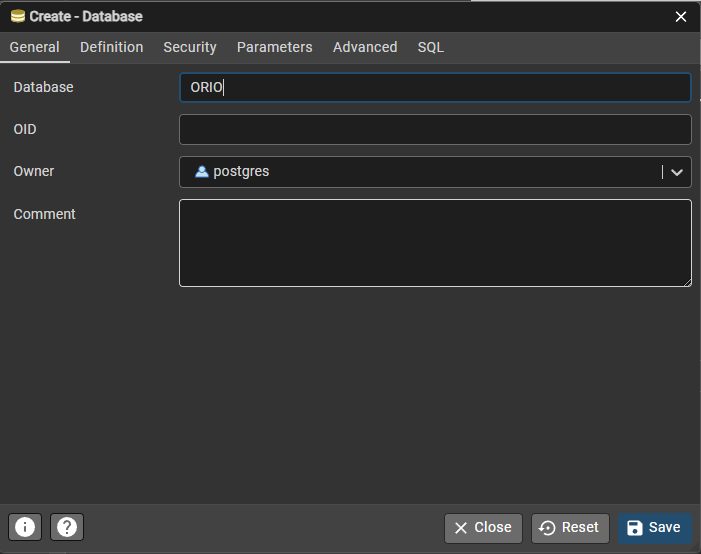 Create - Database
General Definition Security Parameters Advanced SQL
Database ORIO
OID
Owner postgres
Comment
Close Reset Save